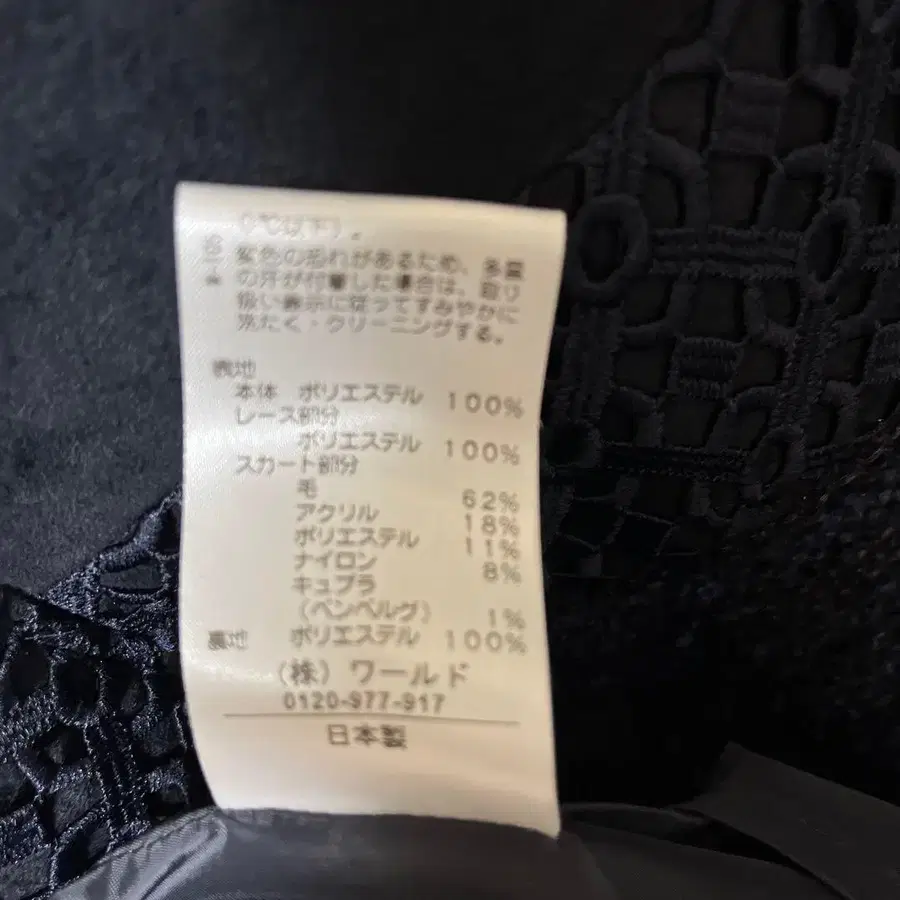 0℃以下)。
変色の恐れがあるため、多量
の汗が付着した場合は、取り
扱い表示に従ってすみやかに
洗たく・クリーニングする。
表地
本体 ポリエステル 100%
レース部分
ポリエステル 100%
スカート部分
毛 62%
アクリル 18%
ポリエステル 11%
ナイロン 8%
キュプラ
(ベンベルグ) 1%
裏地 ポリエステル 100%
(株)ワールド
0120-977-917
日本製